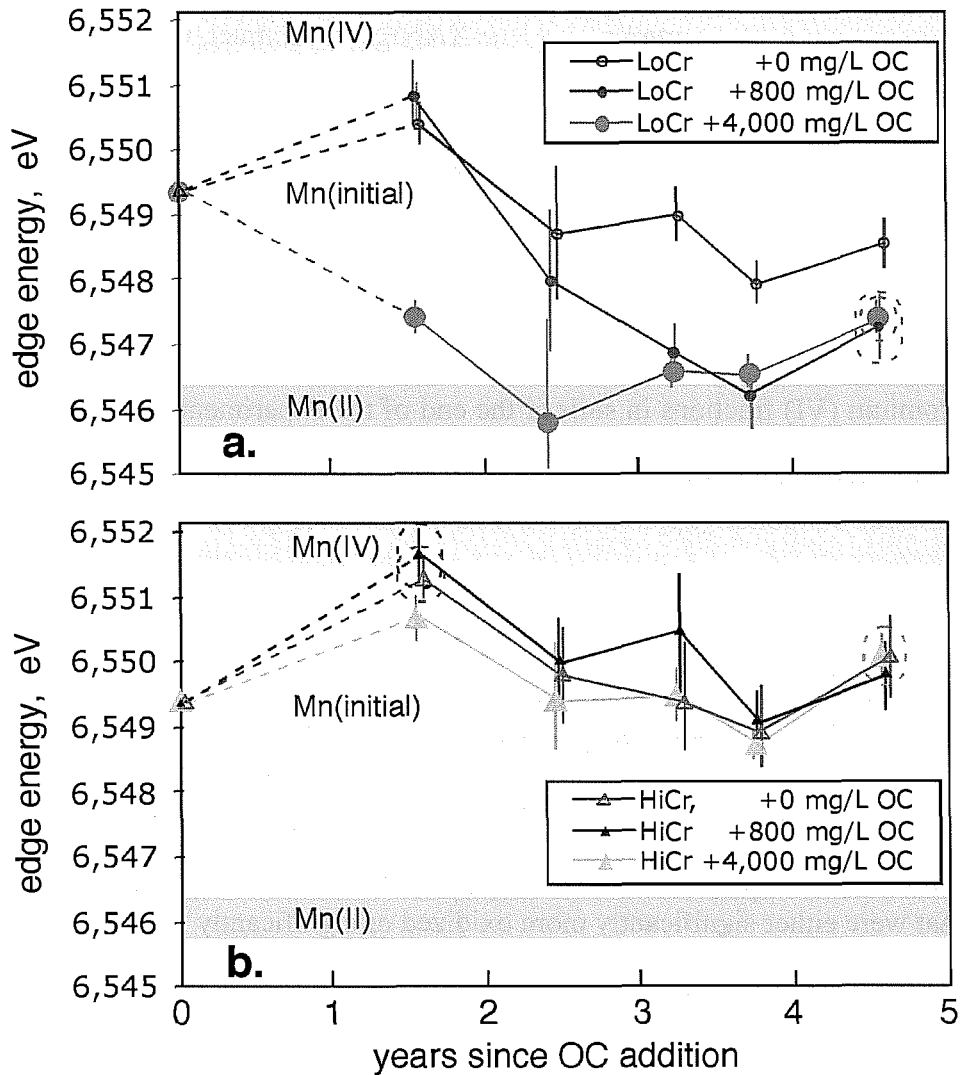 6,552
6,551
6,550
6,549
6,548
6,547
6,546
6,545
edge energy, eV
Mn(IV)
Mn(initial)
Mn(II)
a.
LoCr +0 mg/L OC
LoCr +800 mg/L OC
LoCr +4,000 mg/L OC
6,552
6,551
6,550
6,549
6,548
6,547
6,546
6,545
edge energy, eV
Mn(IV)
Mn(initial)
Mn(II)
b.
HiCr, +0 mg/L OC
HiCr +800 mg/L OC
HiCr +4,000 mg/L OC
0 1 2 3 4 5
years since OC addition